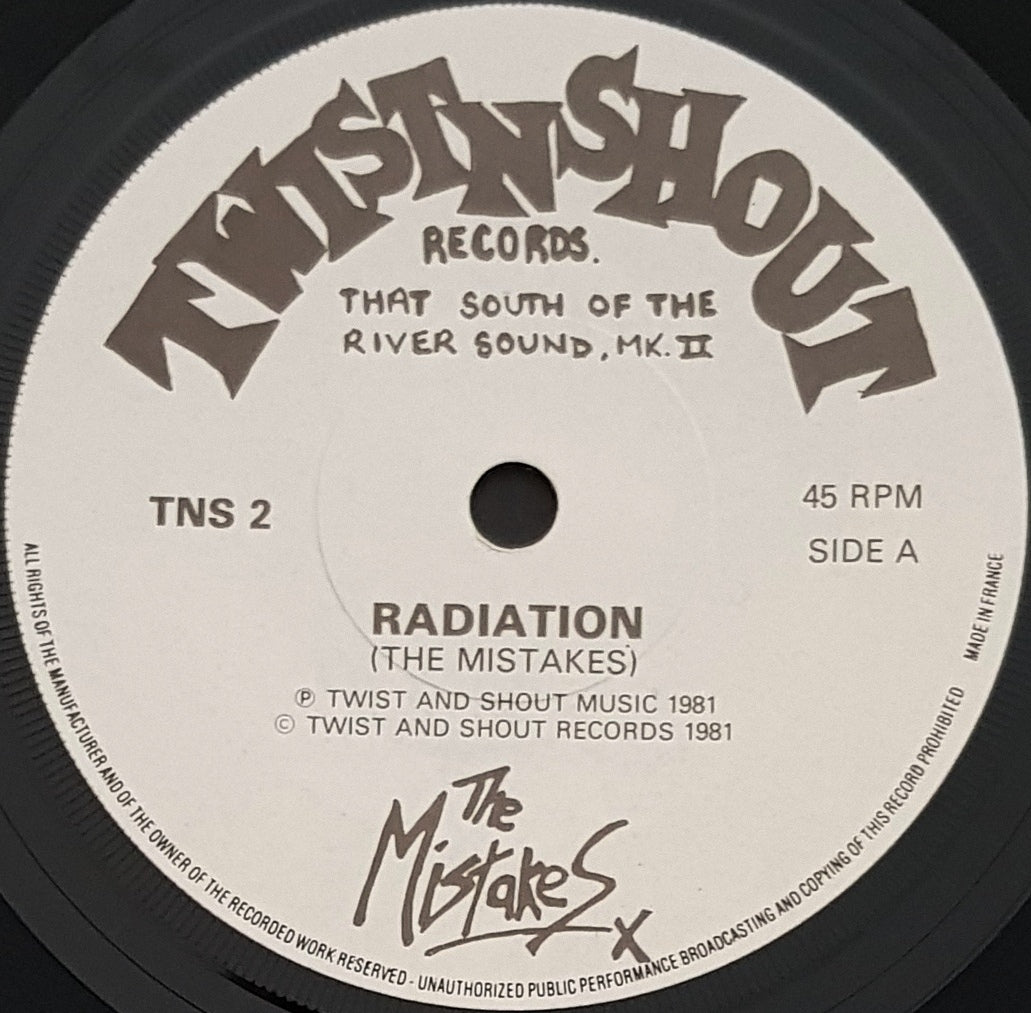 TWIST N SHOUT
RECORDS.
THAT SOUTH OF THE
RIVER SOUND, MK. II
TNS 2
45 RPM
SIDE A
RADIATION
(THE MISTAKES)
℗ TWIST AND SHOUT MUSIC 1981
© TWIST AND SHOUT RECORDS 1981
The
Mistakes
X
ALL RIGHTS OF THE MANUFACTURER AND OF THE OWNER OF THE RECORDED WORK RESERVED - UNAUTHORIZED PUBLIC PERFORMANCE BROADCASTING AND COPYING OF THIS RECORD PROHIBITED MADE IN FRANCE